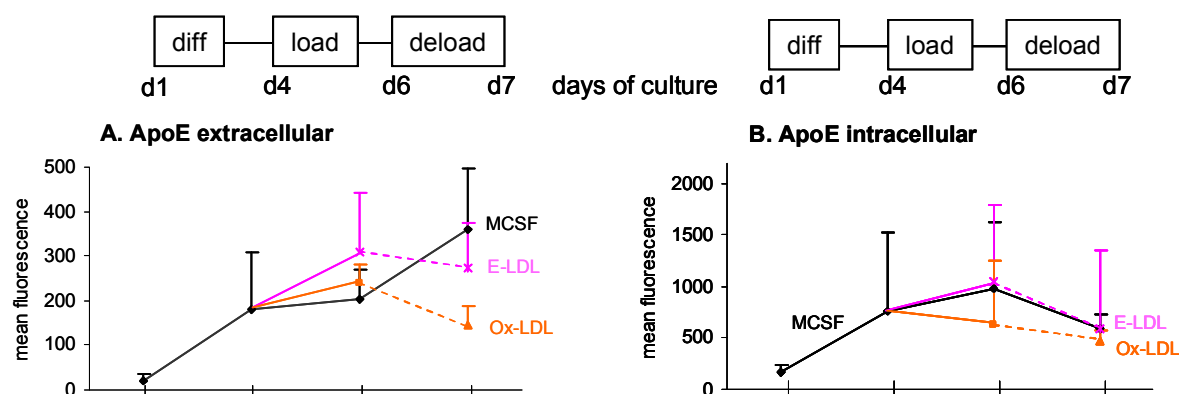 diff load deload diff load deload
d1 d4 d6 d7 days of culture d1 d4 d6 d7
A. ApoE extracellular
mean fluorescence
500
400
300
200
100
0
MCSF
E-LDL
Ox-LDL
B. ApoE intracellular
mean fluorescence
2000
1500
1000
500
0
MCSF
E-LDL
Ox-LDL